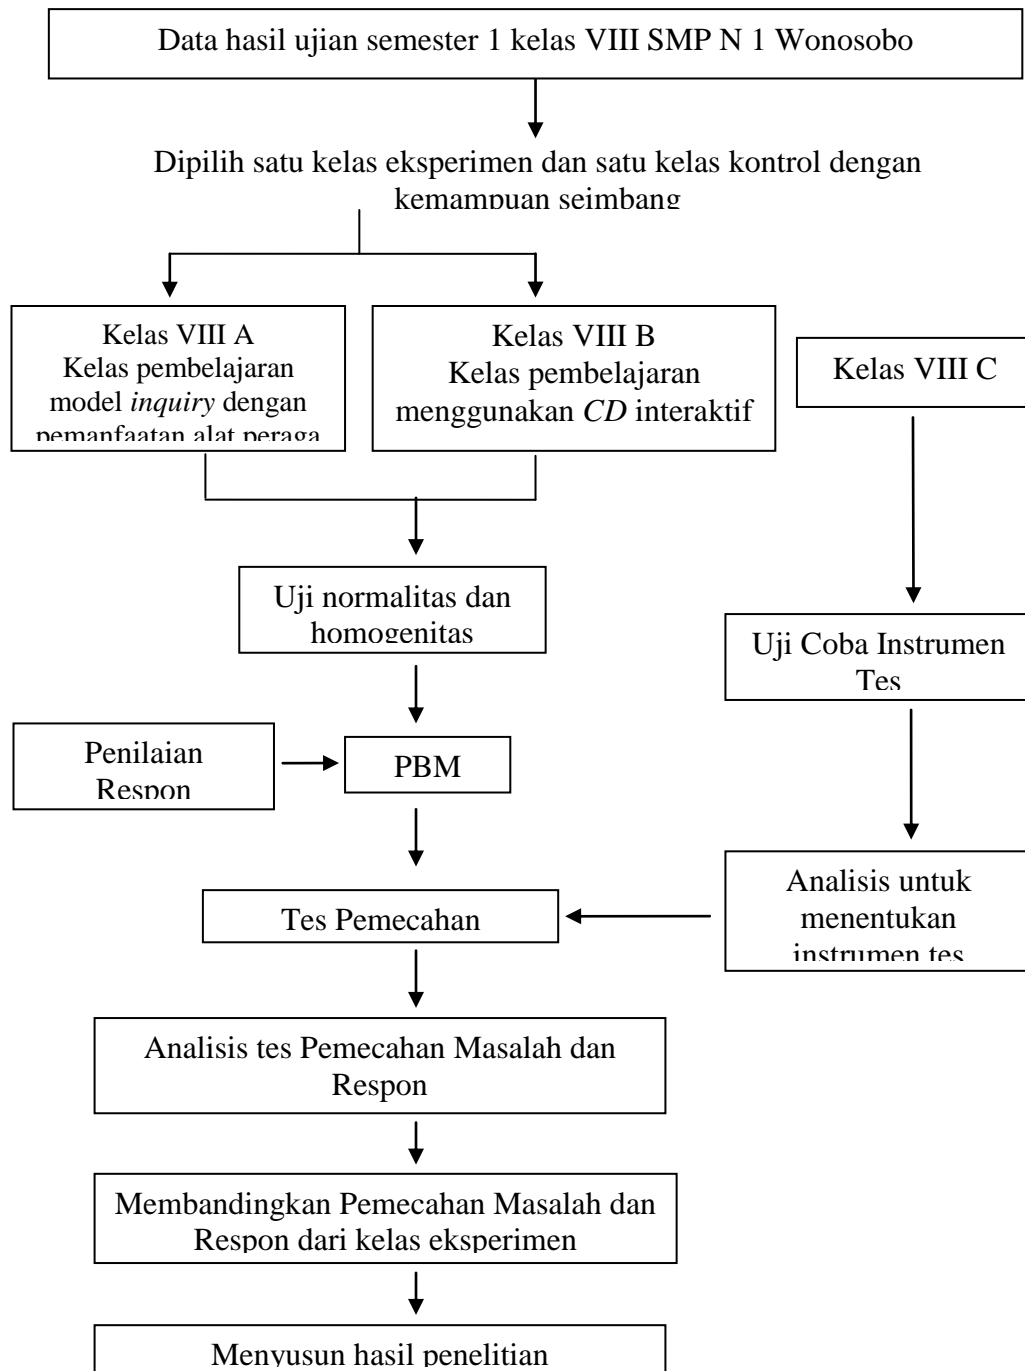 Data hasil ujian semester 1 kelas VIII SMP N 1 Wonosobo
Dipilih satu kelas eksperimen dan satu kelas kontrol dengan
kemampuan seimbang
Kelas VIII A
Kelas pembelajaran
model inquiry dengan
pemanfaatan alat peraga
Kelas VIII B
Kelas pembelajaran
menggunakan CD interaktif
Kelas VIII C
Uji normalitas dan
homogenitas
Uji Coba Instrumen
Tes
Penilaian
Respon
PBM
Analisis untuk
menentukan
instrumen tes
Tes Pemecahan
Analisis tes Pemecahan Masalah dan
Respon
Membandingkan Pemecahan Masalah dan
Respon dari kelas eksperimen
Menyusun hasil penelitian